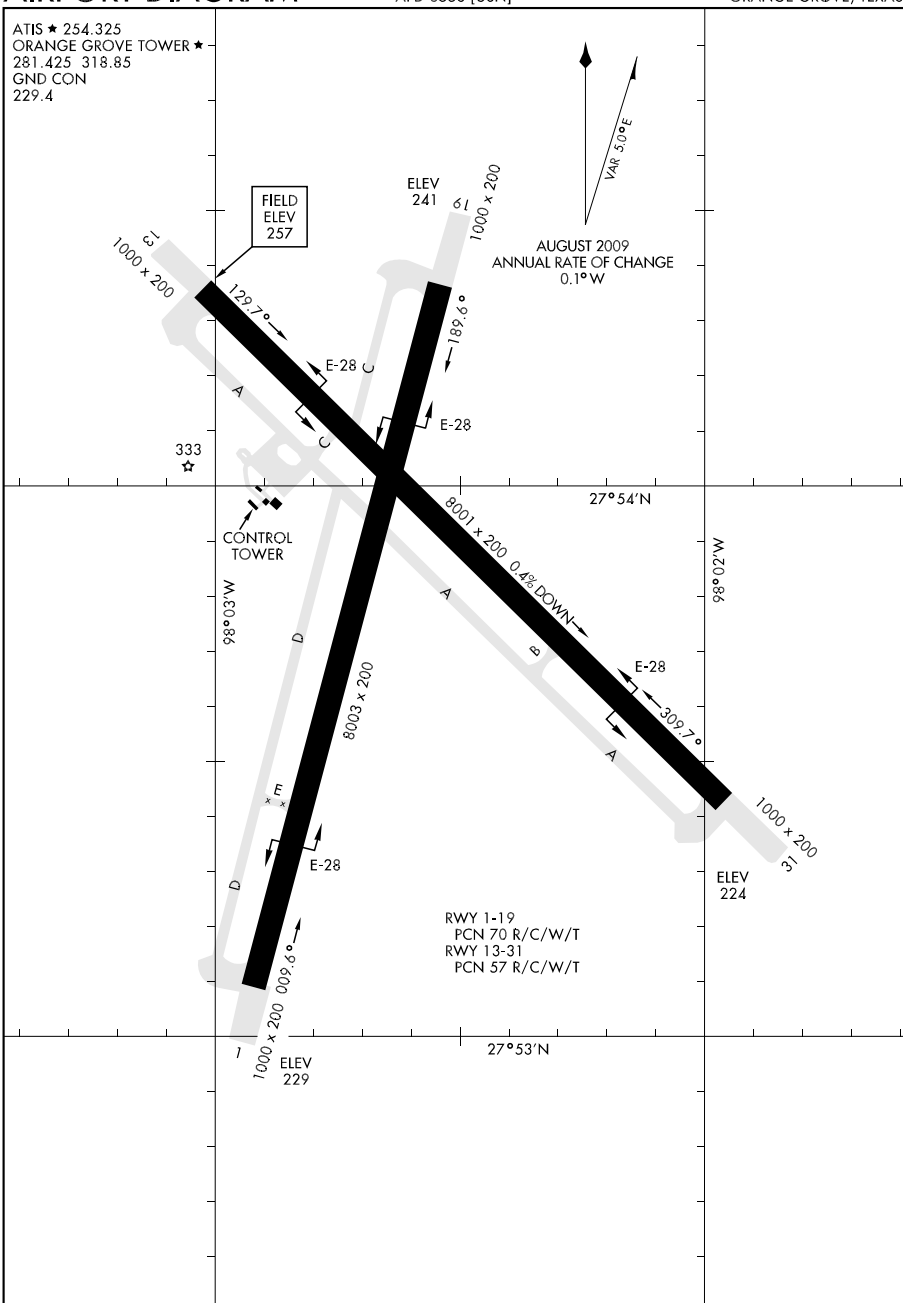 AIRPORT DIAGRAM
ATIS ★ 254.325
ORANGE GROVE TOWER ★
281.425 318.85
GND CON
229.4
VAR 5.0°E
AUGUST 2009
ANNUAL RATE OF CHANGE
0.1°W
FIELD
ELEV
257
ELEV
241
19
1000 x 200
13
1000 x 200
129.7°
189.6°
E-28
C
A
C
E-28
333
CONTROL
TOWER
27°54'N
98°03'W
98°02'W
8001 x 200 0.4% DOWN
A
B
D
8003 x 200
E-28
309.7°
A
x E x
E-28
D
1000 x 200
31
ELEV
224
RWY 1-19
PCN 70 R/C/W/T
RWY 13-31
PCN 57 R/C/W/T
009.6°
1000 x 200
1
ELEV
229
27°53'N